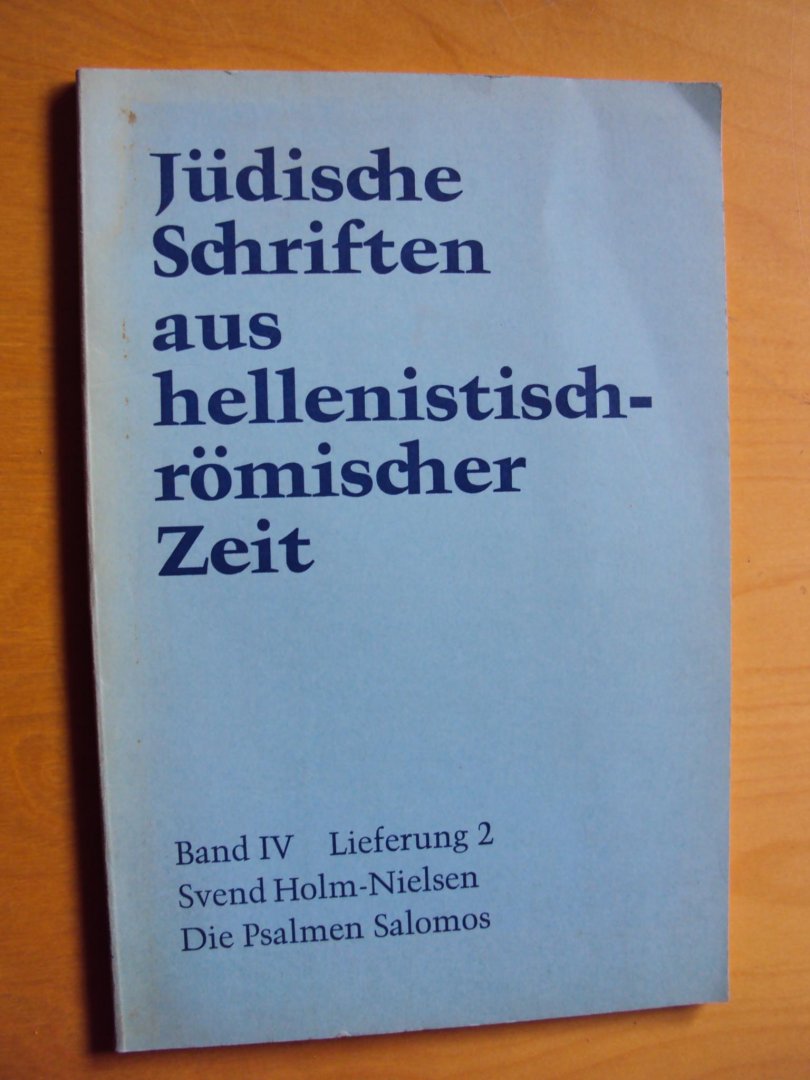 Jüdische
Schriften
aus
hellenistisch-
römischer
Zeit
Band IV Lieferung 2
Svend Holm-Nielsen
Die Psalmen Salomos